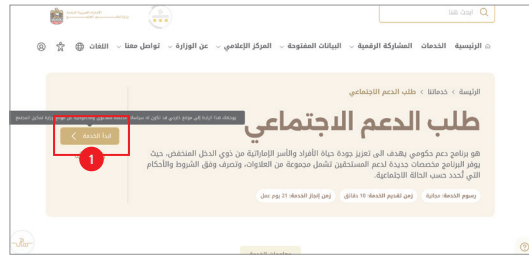 ابحث هنا
الرئيسية
الخدمات
المشاركة الرقمية
البيانات المفتوحة
المركز الإعلامي
عن الوزارة
تواصل معنا
اللغات
الرئيسة > خدماتنا > طلب الدعم الاجتماعي
طلب الدعم الاجتماعي
ابدأ الخدمة
1
هو برنامج دعم حكومي يهدف الى تعزيز جودة حياة الأفراد والأسر الإماراتية من ذوي الدخل المنخفض، حيث
يوفر البرنامج مخصصات جديدة لدعم المستحقين تشمل مجموعة من العلاوات، وتصرف وفق الشروط والأحكام
التي تُحدد حسب الحالة الاجتماعية.
رسوم الخدمة: مجانية
زمن تقديم الخدمة: 10 دقائق
زمن إنجاز الخدمة: 21 يوم عمل